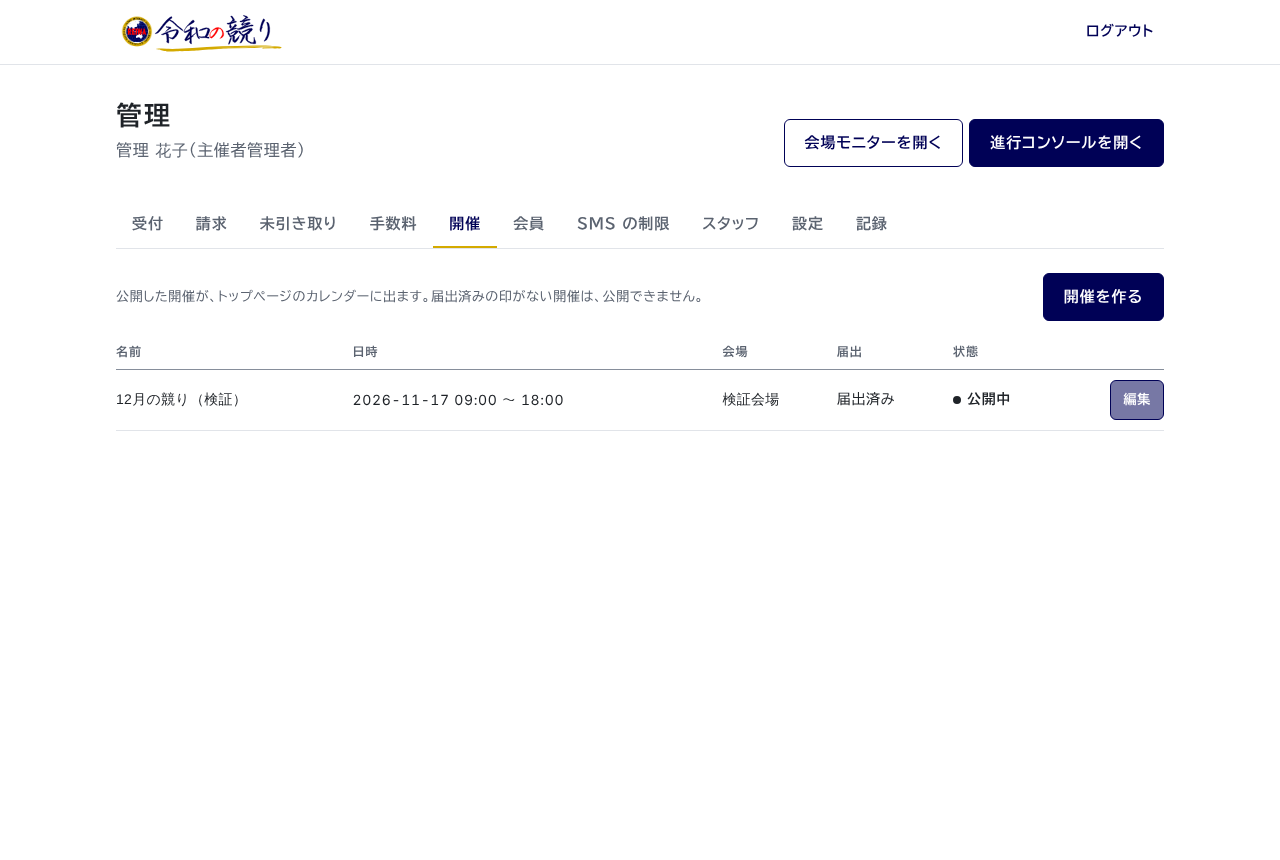 令和の競り
ログアウト
管理
管理 花子(主催者管理者)
会場モニターを開く
進行コンソールを開く
受付 請求 未引き取り 手数料 開催 会員 SMS の制限 スタッフ 設定 記録
公開した開催が、トップページのカレンダーに出ます。届出済みの印がない開催は、公開できません。
開催を作る
名前 日時 会場 届出 状態
12月の競り（検証） 2026-11-17 09:00 〜 18:00 検証会場 届出済み 公開中 編集